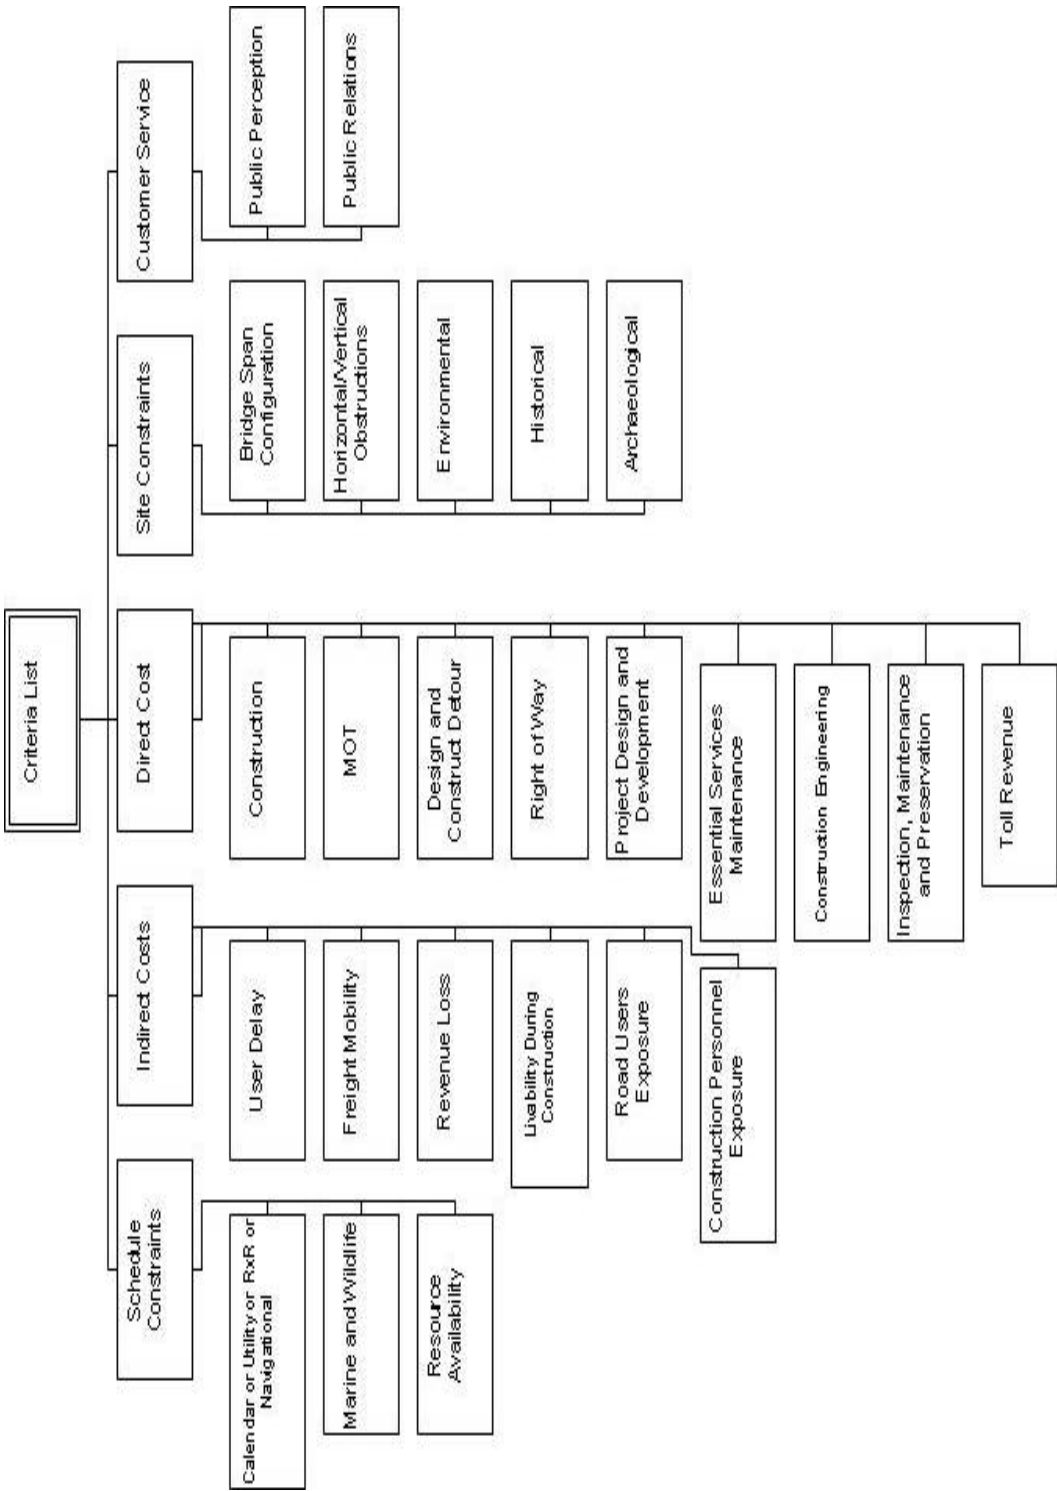 Criteria List
Schedule
Constraints
Indirect Costs
Direct Cost
Site Constraints
Customer Service
Calendar or Utility or RxR or
Navigational
Marine and Wildlife
Resource
Availability
User Delay
Freight Mobility
Revenue Loss
Livability During
Construction
Road Users
Exposure
Construction Personnel
Exposure
Construction
MOT
Design and
Construct Detour
Right of Way
Project Design and
Development
Essential Services
Maintenance
Construction Engineering
Inspection, Maintenance
and Preservation
Toll Revenue
Bridge Span
Configuration
Horizontal/Vertical
Obstructions
Environmental
Historical
Archaeological
Public Perception
Public Relations